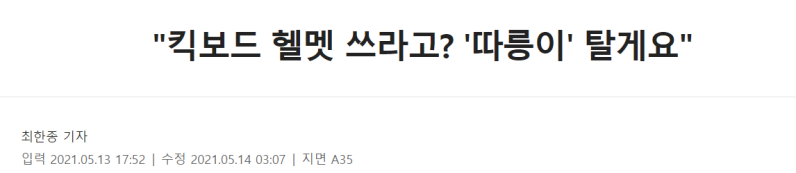 "킥보드 헬멧 쓰라고? '따릉이' 탈게요"
최한종 기자
입력 2021.05.13 17:52 | 수정 2021.05.14 03:07 | 지면 A35